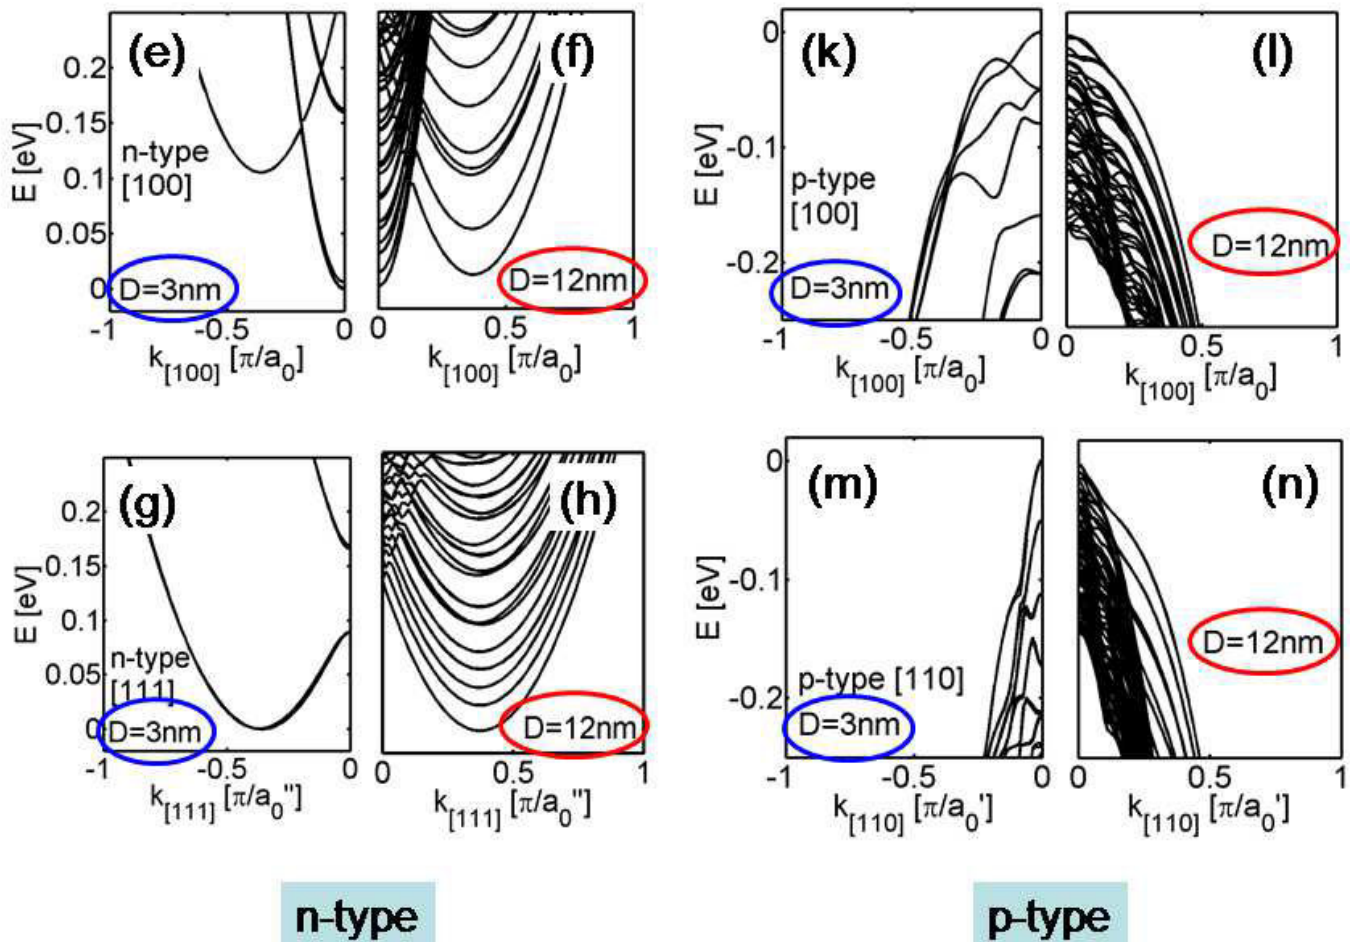 (e)
(f)
0.2
0.15
0.1
0.05
0
E [eV]
n-type
[100]
D=3nm
D=12nm
-1
-0.5
0
0.5
1
k[100] [π/a0]
k[100] [π/a0]
(k)
(l)
0
-0.1
-0.2
E [eV]
p-type
[100]
D=3nm
D=12nm
-1
-0.5
0
0
0.5
1
k[100] [π/a0]
k[100] [π/a0]
(g)
(h)
0.2
0.15
0.1
0.05
0
E [eV]
n-type
[111]
D=3nm
D=12nm
-1
-0.5
0
0.5
1
k[111] [π/a0"]
k[111] [π/a0"]
(m)
(n)
0
-0.1
-0.2
E [eV]
p-type [110]
D=3nm
D=12nm
-1
-0.5
0
0
0.5
1
k[110] [π/a0']
k[110] [π/a0']
n-type
p-type